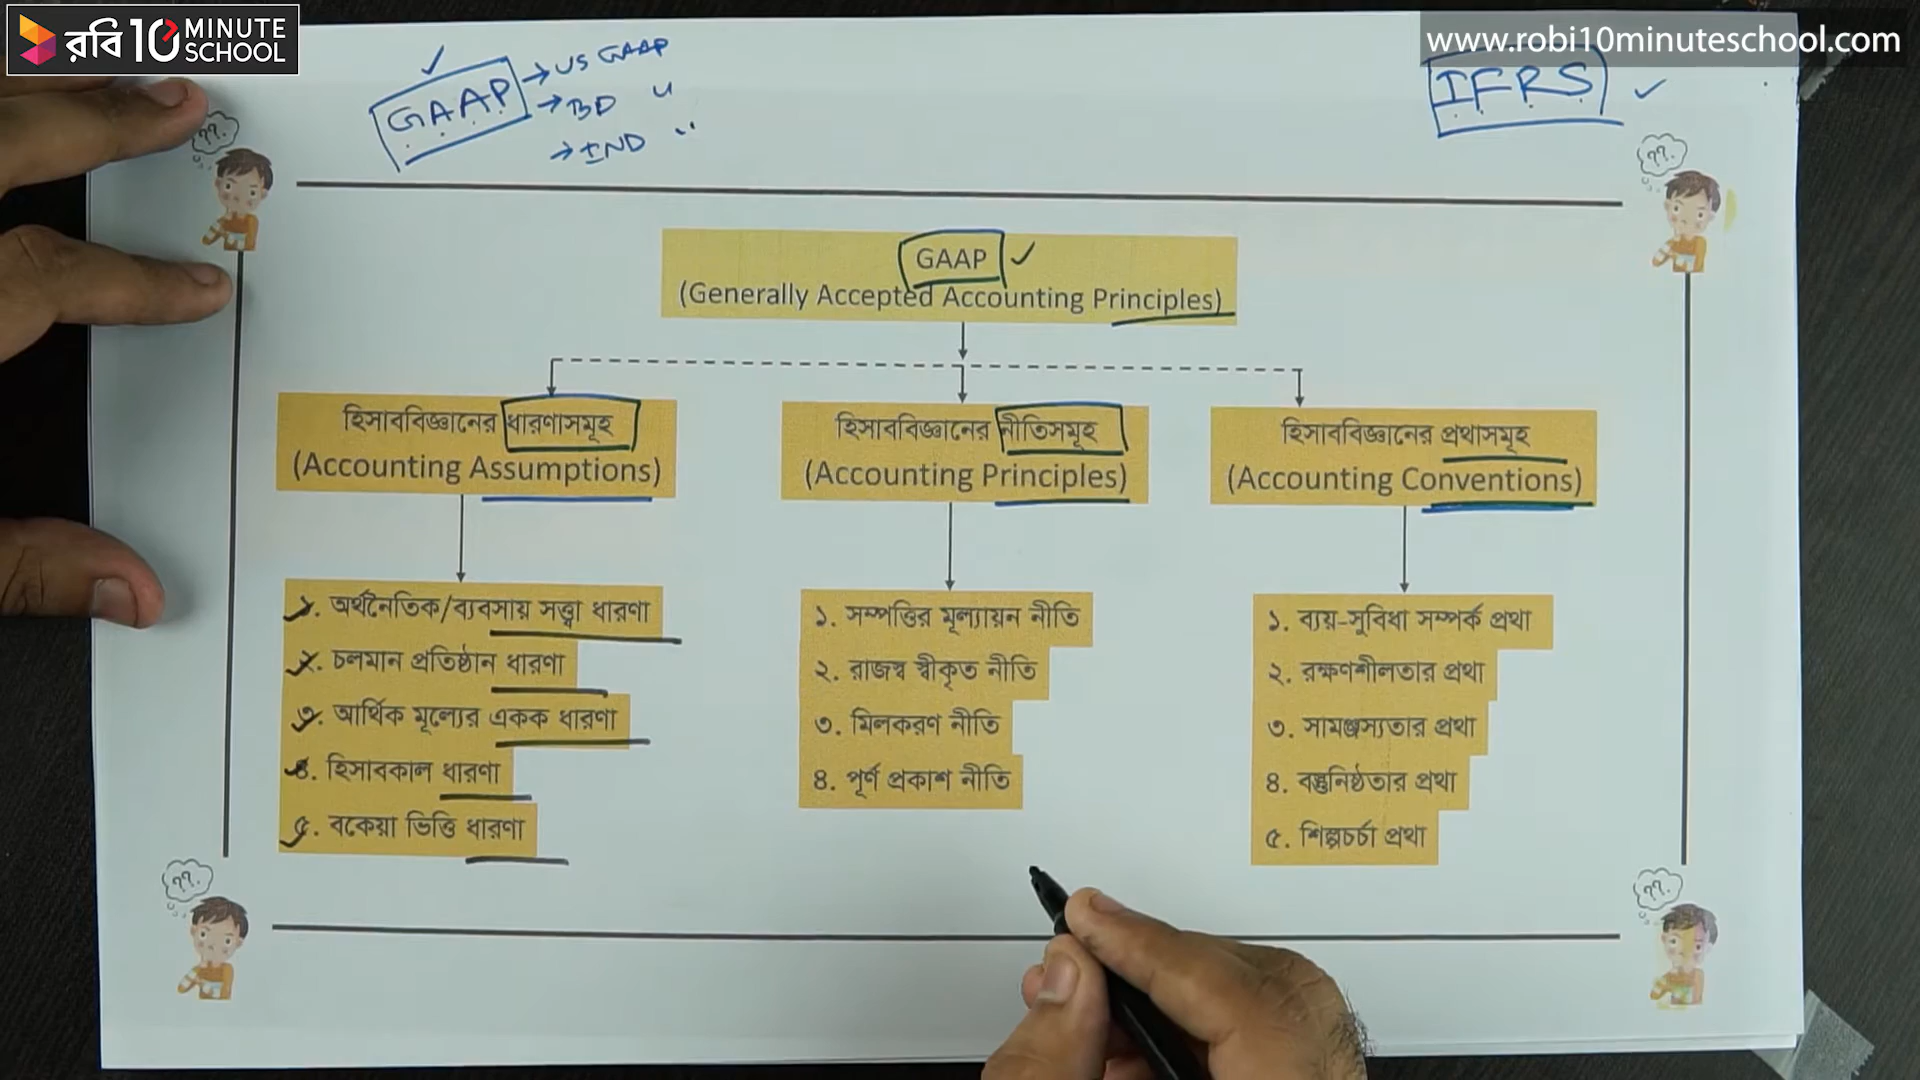 রবি 10 MINUTE SCHOOL
www.robi10minuteschool.com
GAAP
→ US GAAP
→ BD "
→ IND "
IFRS
??
??
GAAP
(Generally Accepted Accounting Principles)
হিসাববিজ্ঞানের ধারণাসমূহ
(Accounting Assumptions)
১. অর্থনৈতিক/ব্যবসায় সত্ত্বা ধারণা
২. চলমান প্রতিষ্ঠান ধারণা
৩. আর্থিক মূল্যের একক ধারণা
৪. হিসাবকাল ধারণা
৫. বকেয়া ভিত্তি ধারণা
হিসাববিজ্ঞানের নীতিসমূহ
(Accounting Principles)
১. সম্পত্তির মূল্যায়ন নীতি
২. রাজস্ব স্বীকৃত নীতি
৩. মিলকরণ নীতি
৪. পূর্ণ প্রকাশ নীতি
হিসাববিজ্ঞানের প্রথাসমূহ
(Accounting Conventions)
১. ব্যয়-সুবিধা সম্পর্ক প্রথা
২. রক্ষণশীলতার প্রথা
৩. সামঞ্জস্যতার প্রথা
৪. বস্তুনিষ্ঠতার প্রথা
৫. শিল্পচর্চা প্রথা
??
??